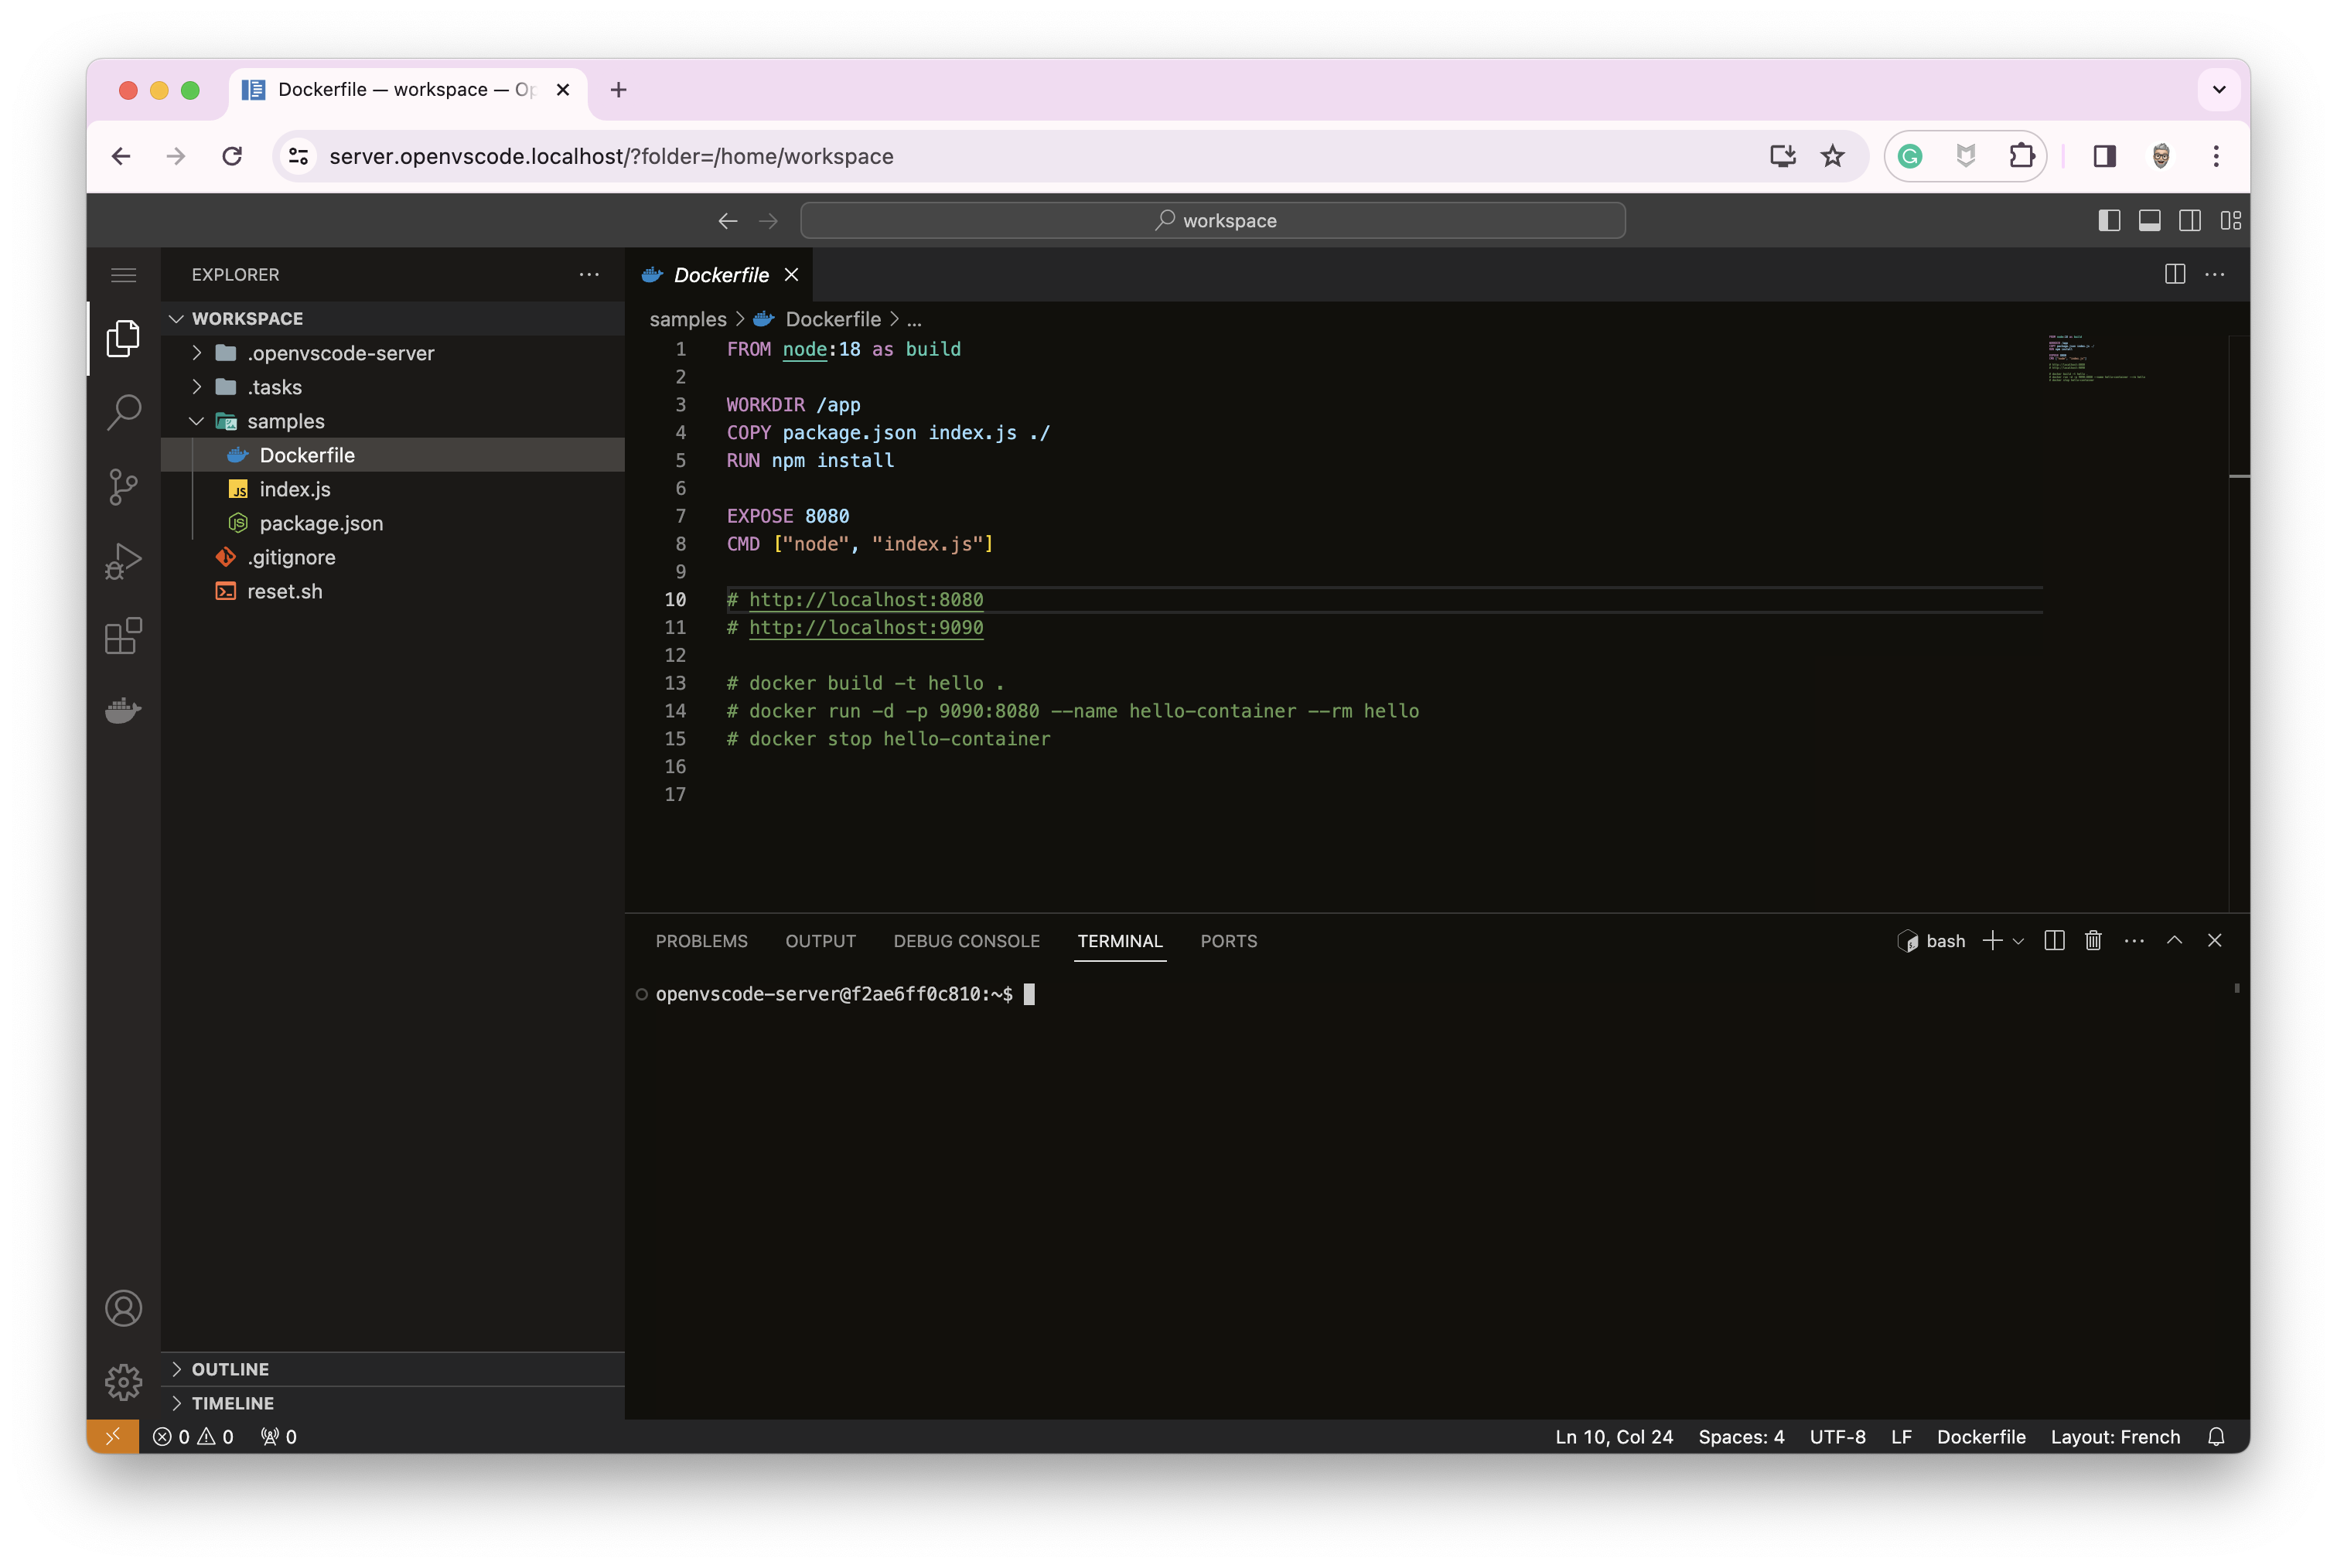 Dockerfile — workspace — Op
server.openvscode.localhost/?folder=/home/workspace
workspace
EXPLORER
WORKSPACE
.openvscode-server
.tasks
samples
Dockerfile
index.js
package.json
.gitignore
reset.sh
OUTLINE
TIMELINE
Dockerfile
samples > Dockerfile > ...
1 FROM node:18 as build
2
3 WORKDIR /app
4 COPY package.json index.js ./
5 RUN npm install
6
7 EXPOSE 8080
8 CMD ["node", "index.js"]
9
10 # http://localhost:8080
11 # http://localhost:9090
12
13 # docker build -t hello .
14 # docker run -d -p 9090:8080 --name hello-container --rm hello
15 # docker stop hello-container
16
17
PROBLEMS OUTPUT DEBUG CONSOLE TERMINAL PORTS
bash
openvscode-server@f2ae6ff0c810:~$
0 0 0
Ln 10, Col 24 Spaces: 4 UTF-8 LF Dockerfile Layout: French